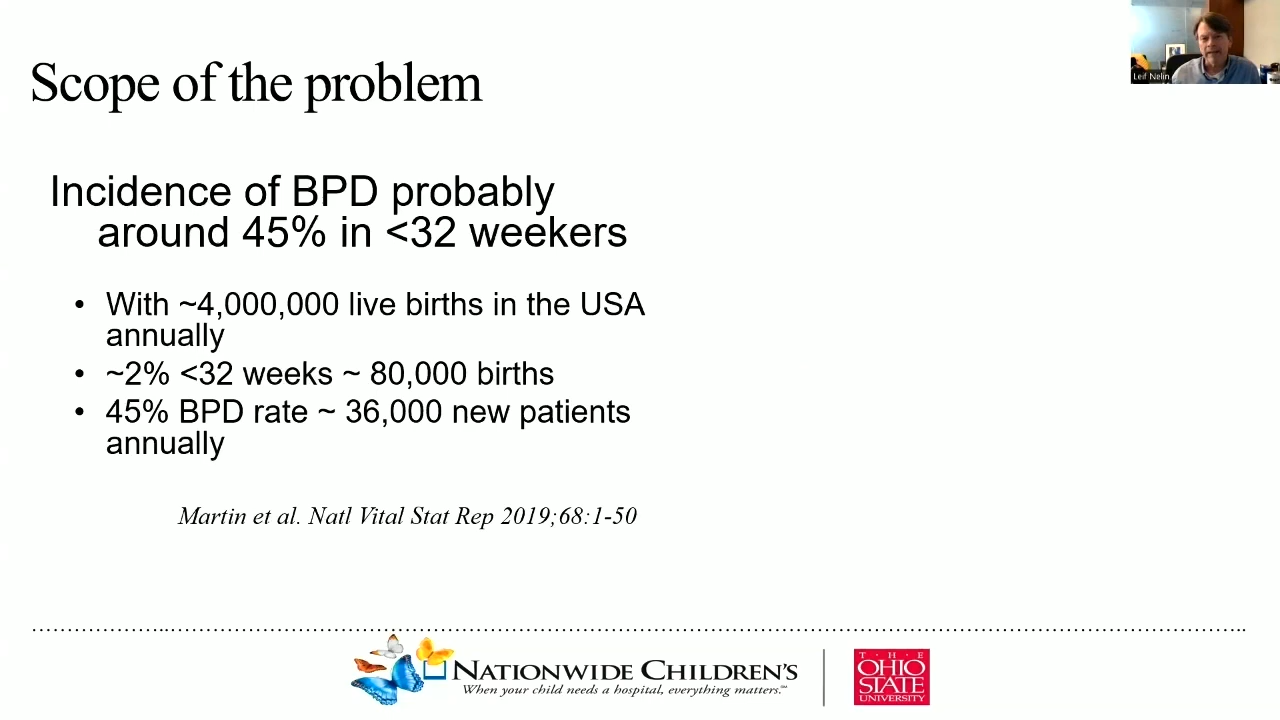 Leif Nelin
Scope of the problem
Incidence of BPD probably
around 45% in <32 weekers
• With ~4,000,000 live births in the USA
annually
• ~2% <32 weeks ~ 80,000 births
• 45% BPD rate ~ 36,000 new patients
annually
Martin et al. Natl Vital Stat Rep 2019;68:1-50
NATIONWIDE CHILDREN'S
When your child needs a hospital, everything matters.℠
THE
OHIO
STATE
UNIVERSITY